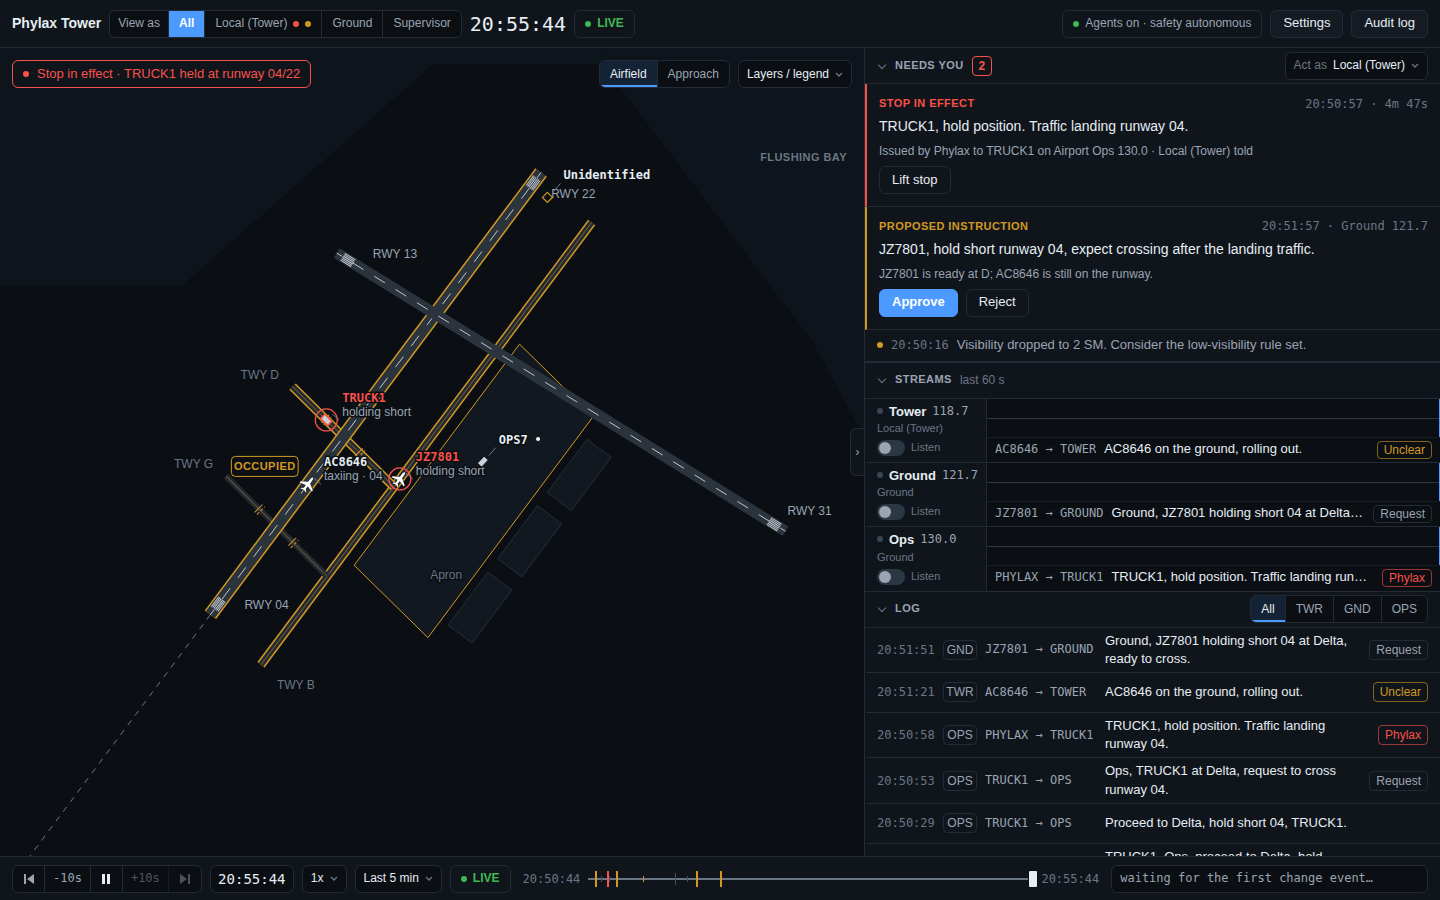 Phylax Tower View as All Local (Tower) Ground Supervisor 20:55:44 LIVE Agents on · safety autonomous Settings Audit log
Stop in effect · TRUCK1 held at runway 04/22
Airfield Approach Layers / legend
FLUSHING BAY
Unidentified
RWY 22
RWY 13
TWY D
TRUCK1
holding short
OPS7
TWY G
OCCUPIED
AC8646
taxiing · 04
JZ7801
holding short
RWY 31
Apron
RWY 04
TWY B
NEEDS YOU 2 Act as Local (Tower)
STOP IN EFFECT 20:50:57 · 4m 47s
TRUCK1, hold position. Traffic landing runway 04.
Issued by Phylax to TRUCK1 on Airport Ops 130.0 · Local (Tower) told
Lift stop
PROPOSED INSTRUCTION 20:51:57 · Ground 121.7
JZ7801, hold short runway 04, expect crossing after the landing traffic.
JZ7801 is ready at D; AC8646 is still on the runway.
Approve Reject
20:50:16 Visibility dropped to 2 SM. Consider the low-visibility rule set.
STREAMS last 60 s
Tower 118.7
Local (Tower)
Listen
AC8646 → TOWER AC8646 on the ground, rolling out. Unclear
Ground 121.7
Ground
Listen
JZ7801 → GROUND Ground, JZ7801 holding short 04 at Delta… Request
Ops 130.0
Ground
Listen
PHYLAX → TRUCK1 TRUCK1, hold position. Traffic landing run… Phylax
LOG All TWR GND OPS
20:51:51 GND JZ7801 → GROUND Ground, JZ7801 holding short 04 at Delta, ready to cross. Request
20:51:21 TWR AC8646 → TOWER AC8646 on the ground, rolling out. Unclear
20:50:58 OPS PHYLAX → TRUCK1 TRUCK1, hold position. Traffic landing runway 04. Phylax
20:50:53 OPS TRUCK1 → OPS Ops, TRUCK1 at Delta, request to cross runway 04. Request
20:50:29 OPS TRUCK1 → OPS Proceed to Delta, hold short 04, TRUCK1.
TRUCK1, Ops, proceed to Delta, hold
-10s +10s 20:55:44 1x Last 5 min LIVE 20:50:44 20:55:44 waiting for the first change event…